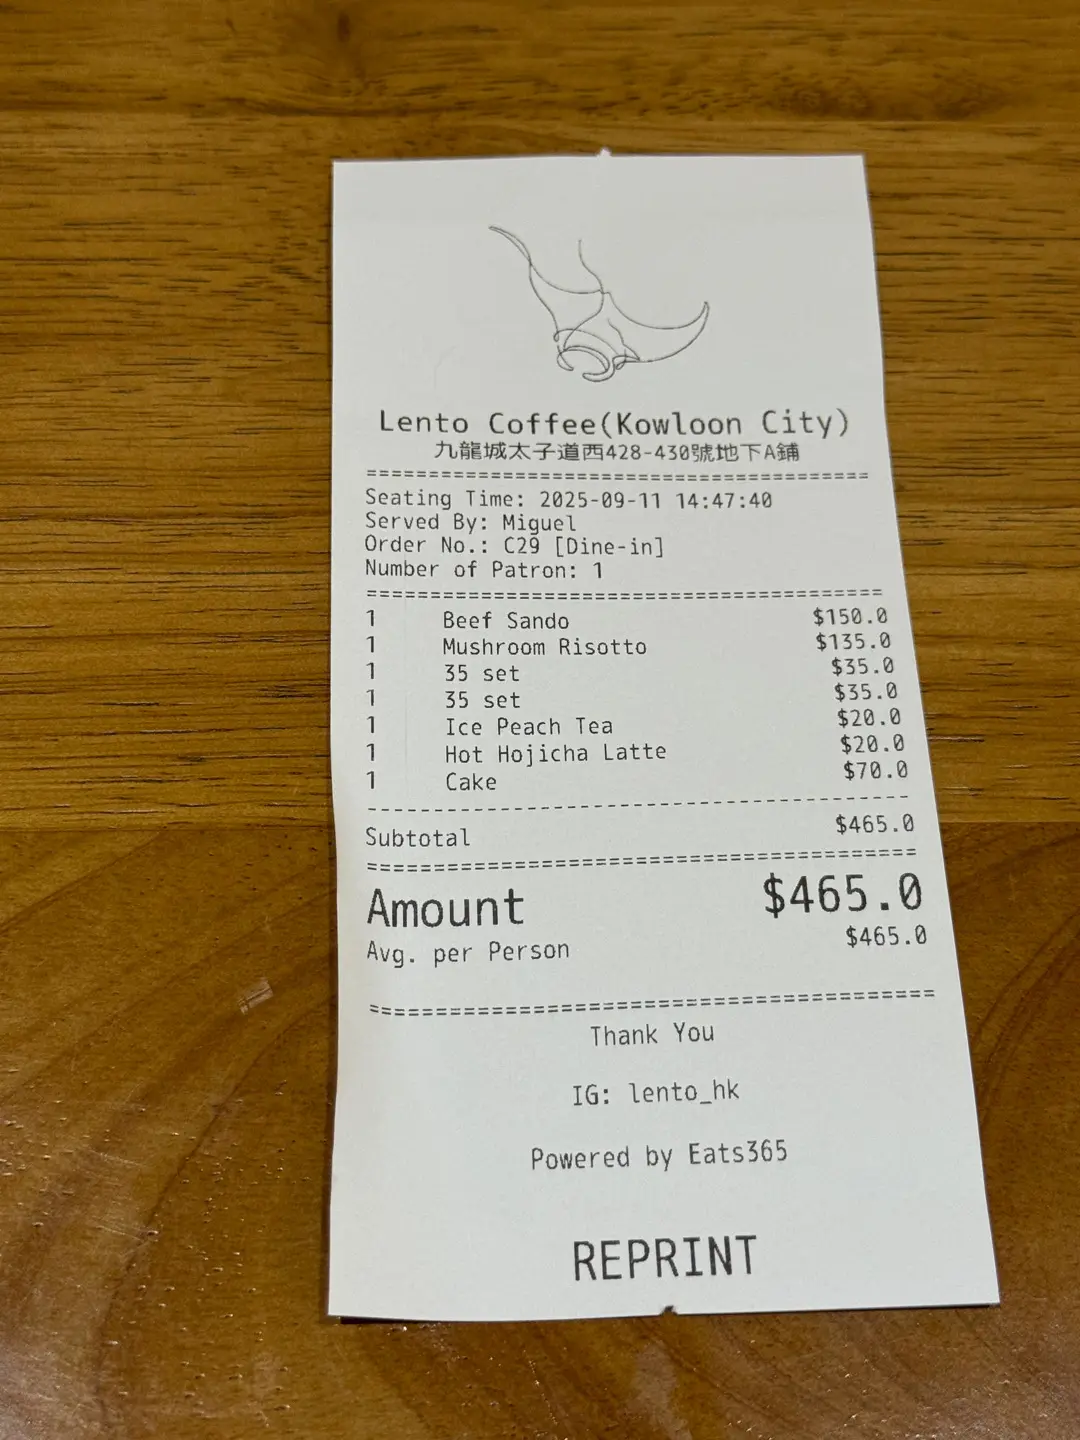 Lento Coffee(Kowloon City)
九龍城太子道西428-430號地下A鋪
========================================
Seating Time: 2025-09-11 14:47:40
Served By: Miguel
Order No.: C29 [Dine-in]
Number of Patron: 1
========================================
1 Beef Sando $150.0
1 Mushroom Risotto $135.0
1 35 set $35.0
1 35 set $35.0
1 Ice Peach Tea $20.0
1 Hot Hojicha Latte $20.0
1 Cake $70.0
----------------------------------------
Subtotal $465.0
========================================
Amount $465.0
Avg. per Person $465.0
========================================
Thank You
IG: lento_hk
Powered by Eats365
REPRINT